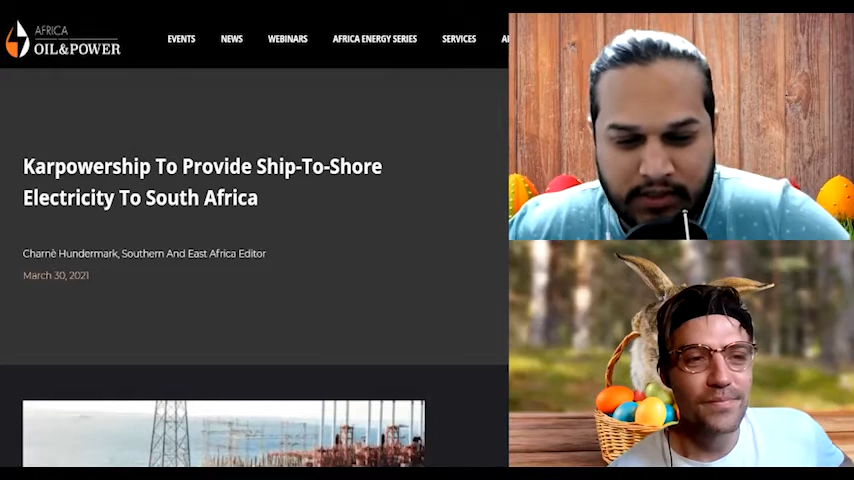 AFRICA
OIL&POWER
EVENTS NEWS WEBINARS AFRICA ENERGY SERIES SERVICES
Karpowership To Provide Ship-To-Shore
Electricity To South Africa
Charnè Hundermark, Southern And East Africa Editor
March 30, 2021